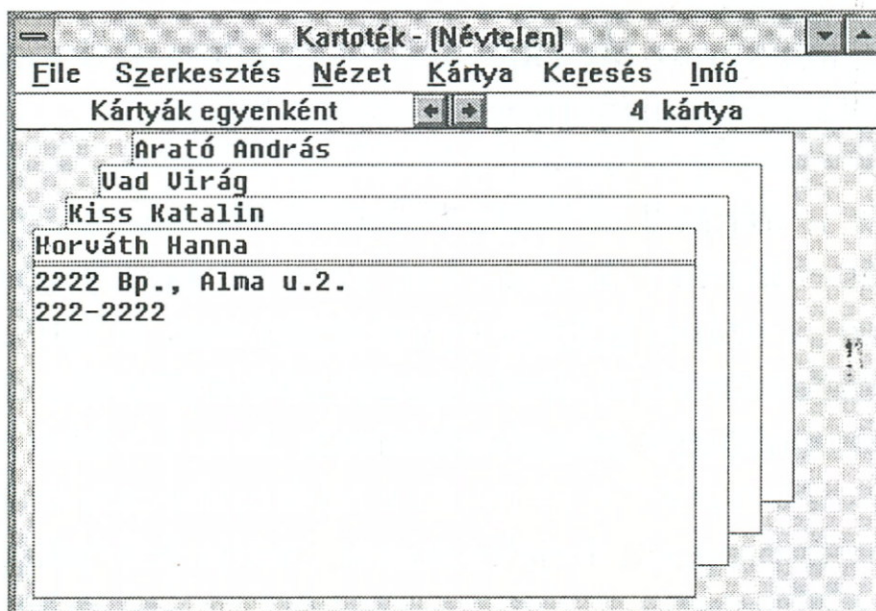 Kartoték - (Névtelen)
File Szerkesztés Nézet Kártya Keresés Infó
Kártyák egyenként 4 kártya
Arató András
Vad Virág
Kiss Katalin
Horváth Hanna
2222 Bp., Alma u.2.
222-2222